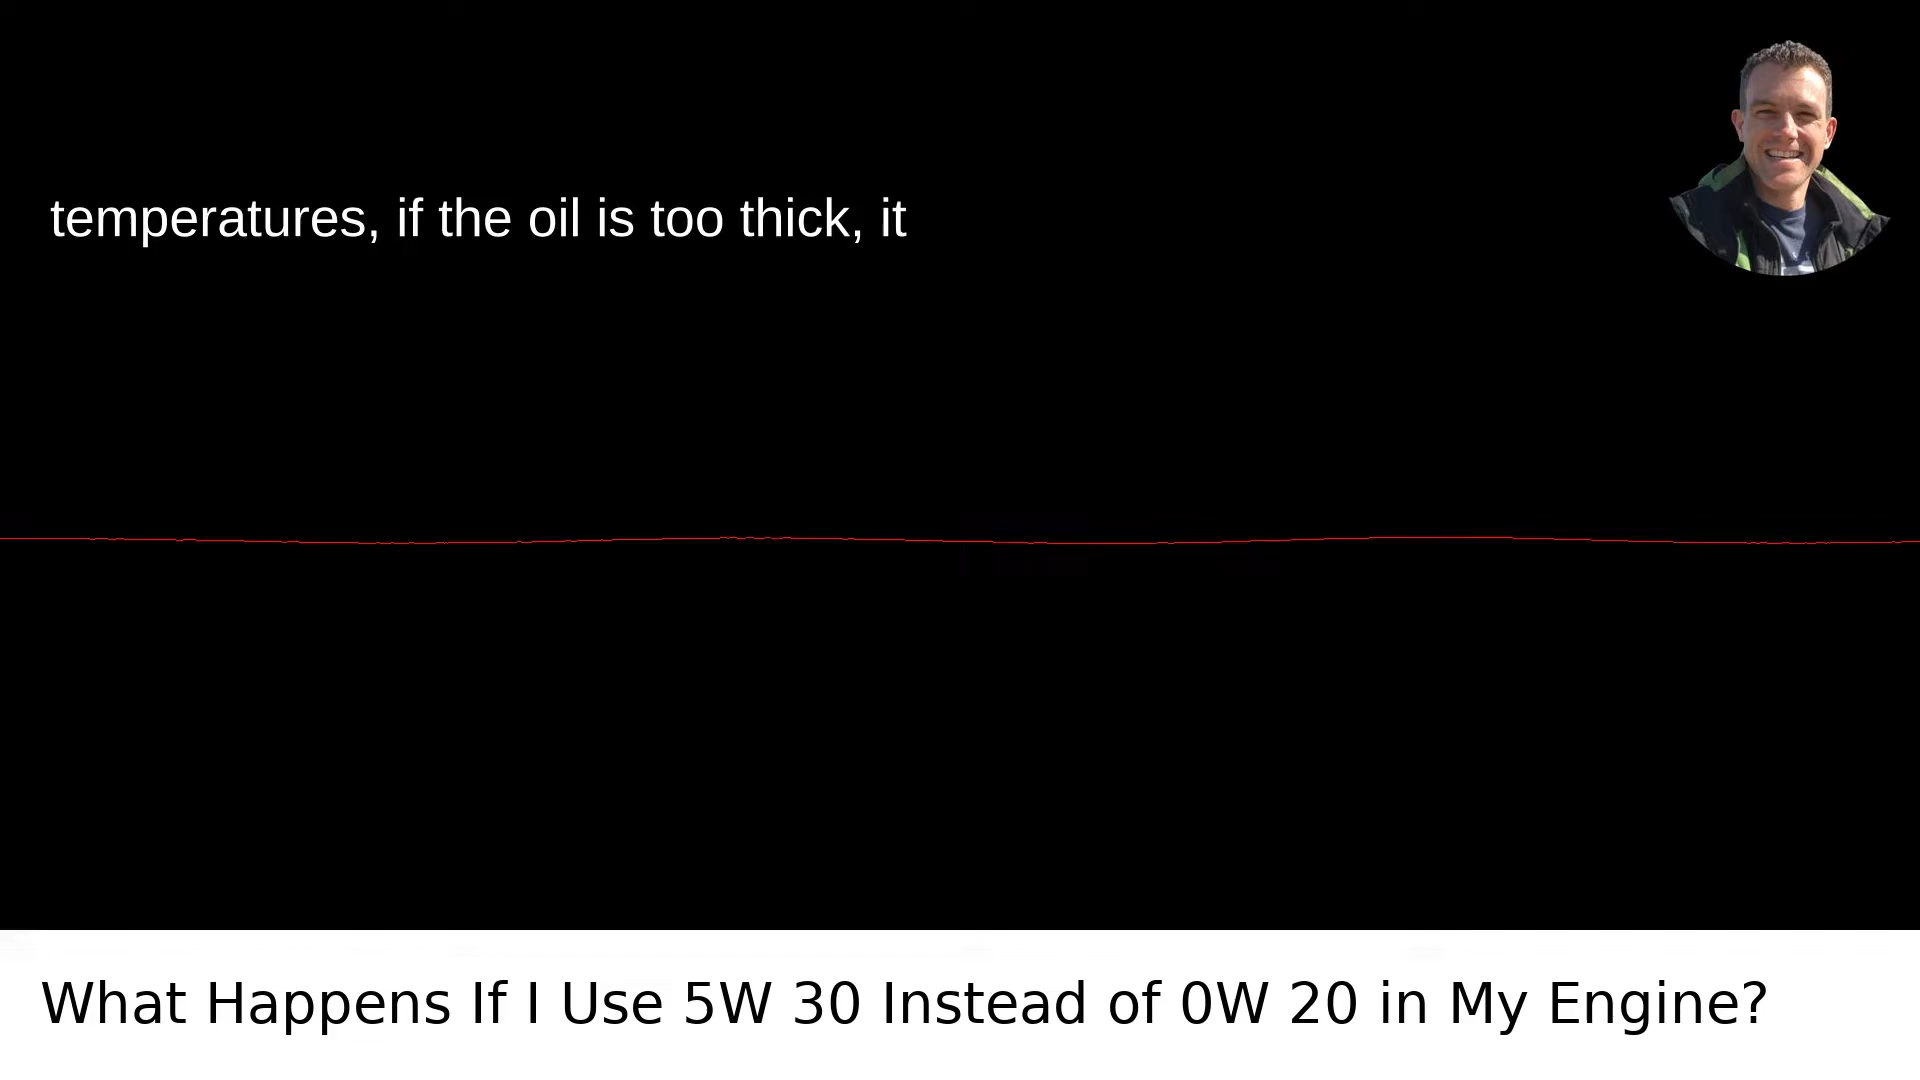 temperatures, if the oil is too thick, it
What Happens If I Use 5W 30 Instead of 0W 20 in My Engine?